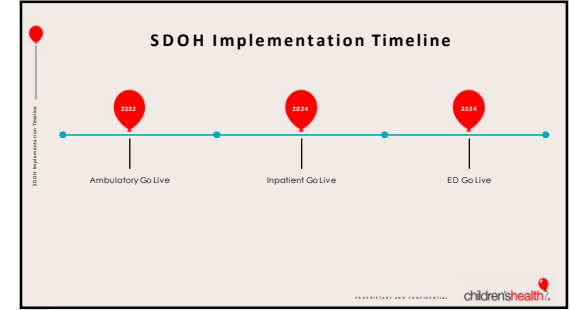 SDOH Implementation Timeline
SDOH Implementation Timeline
2022
2024
2024
Ambulatory Go Live
Inpatient Go Live
ED Go Live
PROPRIETARY AND CONFIDENTIAL
children'shealth